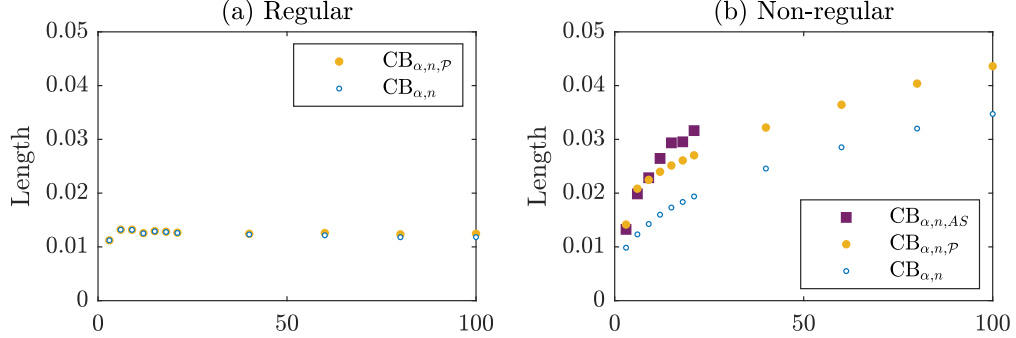 (a) Regular
0.05
0.04
0.03
0.02
0.01
0
Length
0
50
100
CB_{α,n,𝒫}
CB_{α,n}
(b) Non-regular
0.05
0.04
0.03
0.02
0.01
0
Length
0
50
100
CB_{α,n,AS}
CB_{α,n,𝒫}
CB_{α,n}